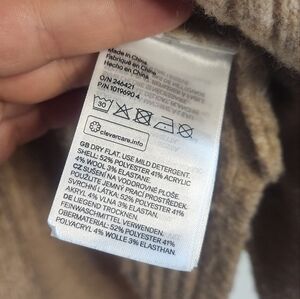 Made in China
Fabriqué en Chine
Hecho en China
O/N 246421
P/N 1019690 4
30
clevercare.info
GB DRY FLAT. USE MILD DETERGENT.
SHELL: 52% POLYESTER 41% ACRYLIC
4% WOOL 3% ELASTANE.
CZ SUŠENÍ NA VODOROVNÉ PLOŠE
POUŽIJTE JEMNÝ PRACÍ PROSTŘEDEK.
SVRCHNÍ LÁTKA: 52% POLYESTER 41%
AKRYL 4% VLNA 3% ELASTAN.
DE LIEGEND TROCKNEN.
FEINWASCHMITTEL VERWENDEN.
OBERMATERIAL: 52% POLYESTER 41%
POLYACRYL 4% WOLLE 3% ELASTHAN.